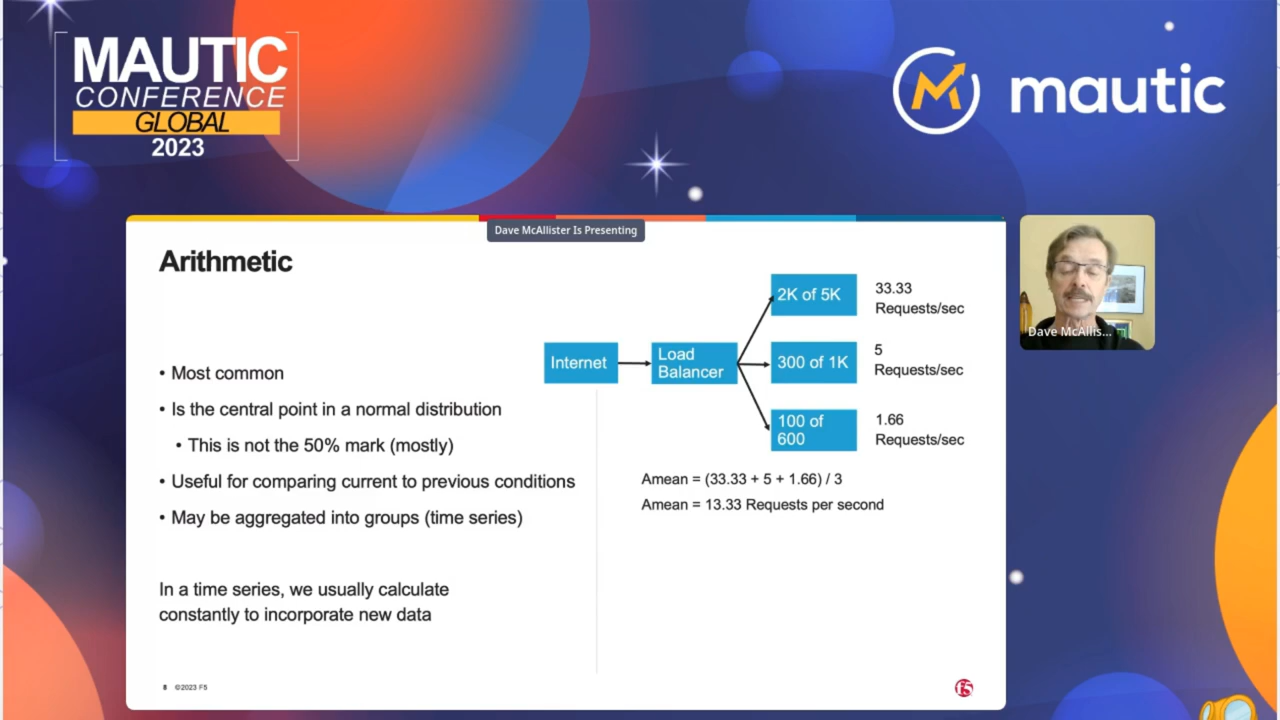 MAUTIC
CONFERENCE
GLOBAL
2023
mautic
Dave McAllister Is Presenting
Arithmetic
• Most common
• Is the central point in a normal distribution
• This is not the 50% mark (mostly)
• Useful for comparing current to previous conditions
• May be aggregated into groups (time series)
In a time series, we usually calculate
constantly to incorporate new data
Internet
Load
Balancer
2K of 5K
33.33
Requests/sec
300 of 1K
5
Requests/sec
100 of
600
1.66
Requests/sec
Amean = (33.33 + 5 + 1.66) / 3
Amean = 13.33 Requests per second
8 ©2023 F5
f5
Dave McAllis...